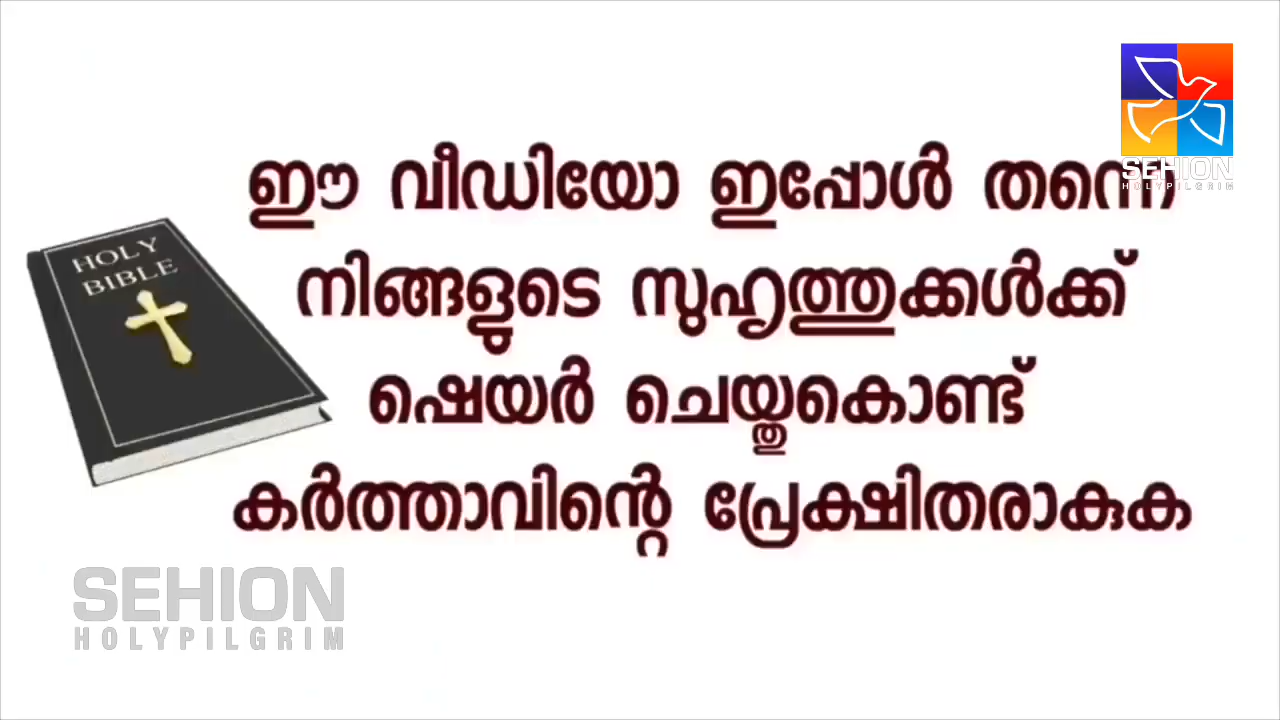 SEHION
HOLYPILGRIM
ഈ വീഡിയോ ഇപ്പോൾ തന്നെ
നിങ്ങളുടെ സുഹൃത്തുക്കൾക്ക്
ഷെയർ ചെയ്തുകൊണ്ട്
കർത്താവിന്റെ പ്രേക്ഷിതരാകുക
HOLY
BIBLE
SEHION
HOLYPILGRIM